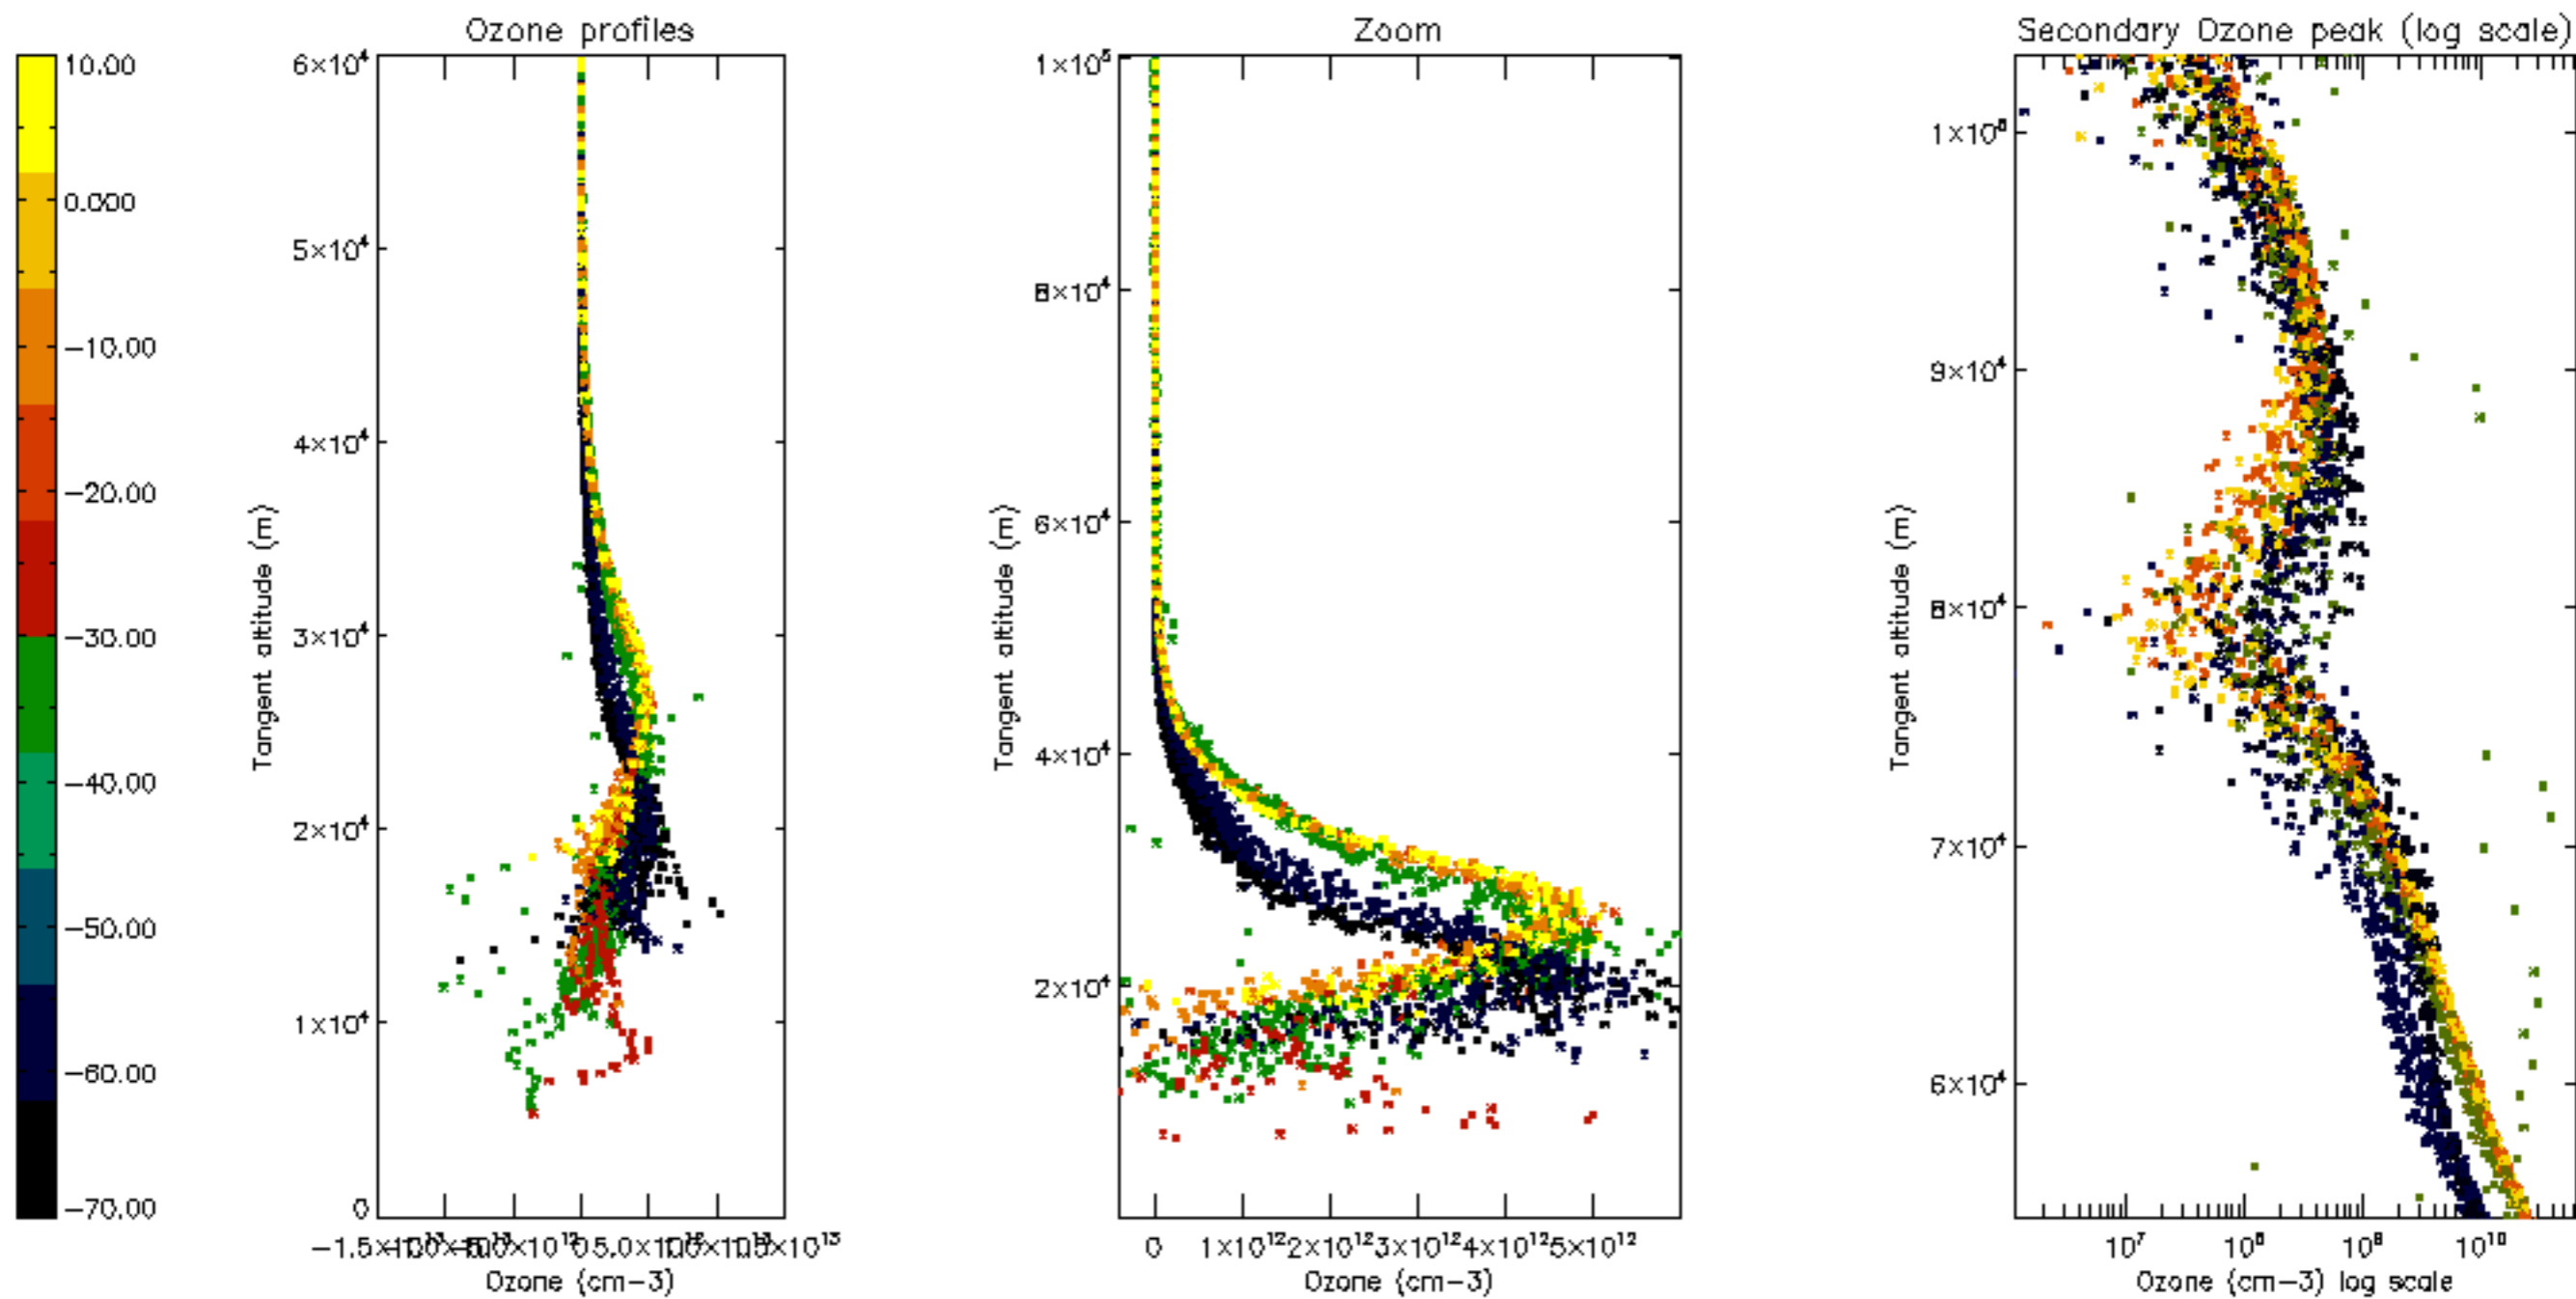 Ozone profiles
Zoom
Secondary Ozone peak (log scale)
10.00
0.000
−10.00
−20.00
−30.00
−40.00
−50.00
−60.00
−70.00
6×10⁴
5×10⁴
4×10⁴
3×10⁴
2×10⁴
1×10⁴
0
Tangent altitude (m)
Ozone (cm−3)
1×10⁵
8×10⁴
6×10⁴
4×10⁴
2×10⁴
Tangent altitude (m)
0 1×10¹² 2×10¹² 3×10¹² 4×10¹² 5×10¹²
Ozone (cm−3)
1×10⁵
9×10⁴
8×10⁴
7×10⁴
6×10⁴
Tangent altitude (m)
10⁷ 10⁸ 10⁹ 10¹⁰
Ozone (cm−3) log scale